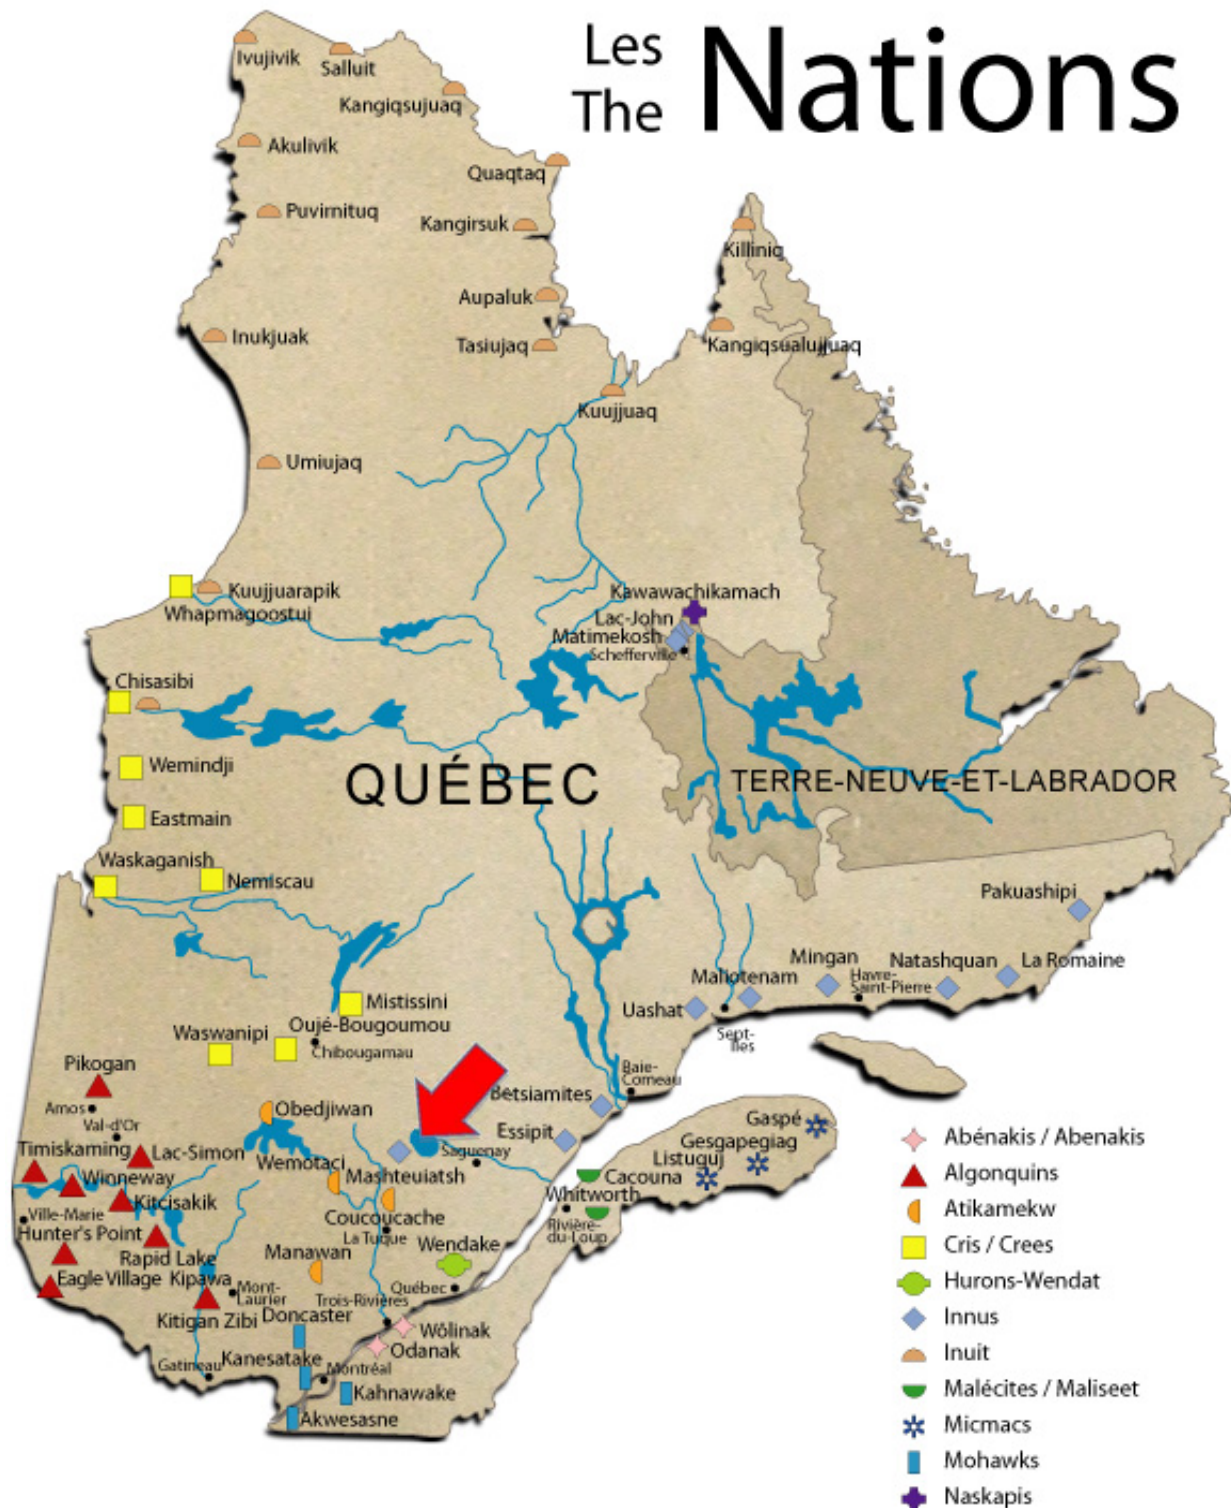 Les
The
Nations
Ivujivik
Salluit
Kangiqsujuaq
Akulivik
Quaqtaq
Puvirnituq
Kangirsuk
Killiniq
Aupaluk
Inukjuak
Tasiujaq
Kangiqsualujjuaq
Kuujjuaq
Umiujaq
Kuujjuarapik
Whapmagoostui
Kawawachikamach
Lac-John
Matimekosh
Schefferville
Chisasibi
Wemindji
QUÉBEC
TERRE-NEUVE-ET-LABRADOR
Eastmain
Waskaganish
Nemiscau
Pakuashipi
Mingan
Natashquan
La Romaine
Maliotenam
Havre-
Saint-Pierre
Mistissini
Uashat
Oujé-Bougoumou
Sept-
Iles
Waswanipi
Chibougamau
Pikogan
Baie-
Comeau
Betsiamites
Amos
Obedjiwan
Gaspé
Val-d'Or
Essipit
Gesgapegiag
Timiskaming
Lac-Simon
Saguenay
Listuguj
Wemotaci
Mashteuiatsh
Cacouna
Winneway
Whitworth
Kitcisakik
Ville-Marie
Coucoucache
Rivière-
du-Loup
Hunter's Point
La Tuque
Wendake
Rapid Lake
Manawan
Eagle Village Kipawa
Mont-
Laurier
Québec
Trois-Rivières
Kitigan Zibi
Doncaster
Wôlinak
Odanak
Gatineau
Kanesatake
Montréal
Kahnawake
Akwesasne
Abénakis / Abenakis
Algonquins
Atikamekw
Cris / Crees
Hurons-Wendat
Innus
Inuit
Malécites / Maliseet
Micmacs
Mohawks
Naskapis